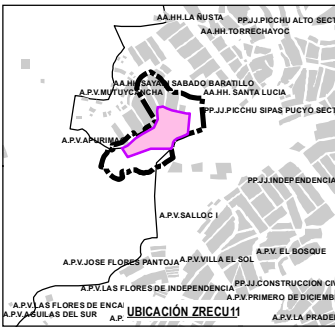 AA.HH.LA ÑUSTA
PP.JJ.PICCHU ALTO SECT
AA.HH.TORRECHAYOC
AA.HH.SAYAN SABADO BARATILLO
A.P.V.MUTUYCANCHA
AA.HH. SANTA LUCIA
PP.JJ.PICCHU SIPAS PUCYO SECT
A.P.V.APURIMA
PP.JJ.INDEPENDENCIA
A.P.V.SALLOC I
A.P.V. EL BOSQUE
A.P.V.JOSE FLORES PANTOJA
A.P.V.VILLA EL SOL
A.P.V.LAS FLORES DE INDEPENDENCIA
PP.JJ.CONSTRUCCIÓN CIV
A.P.V.PRIMERO DE DICIEMB
A.P.V.LAS FLORES DE ENCA
UBICACIÓN ZRECU11
A.P.V.AGUILAS DEL SUR
A.P.
A.P.V.LA PRADE